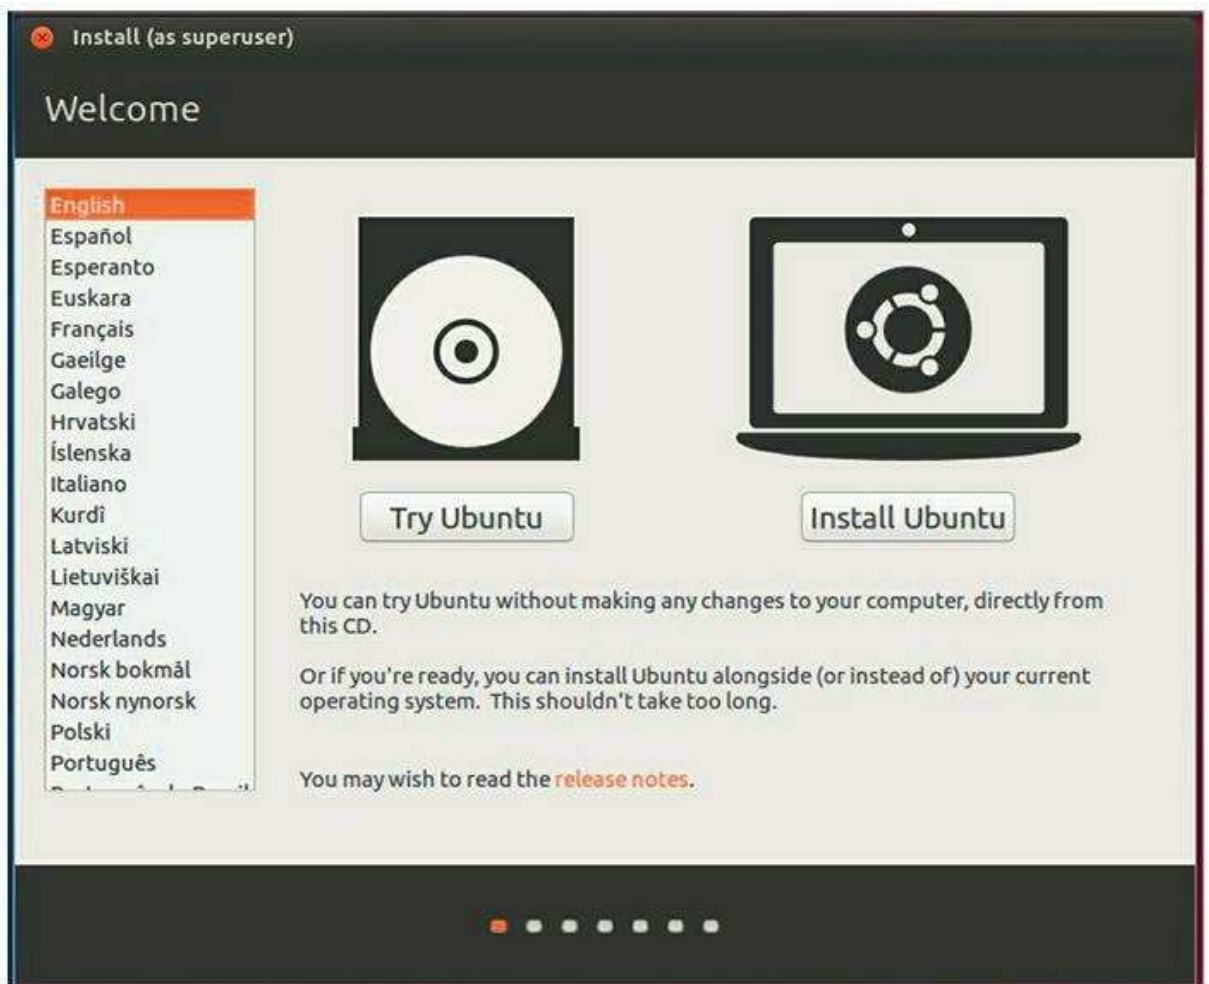 Install (as superuser)
Welcome
English
Español
Esperanto
Euskara
Français
Gaeilge
Galego
Hrvatski
Íslenska
Italiano
Kurdî
Latviski
Lietuviškai
Magyar
Nederlands
Norsk bokmål
Norsk nynorsk
Polski
Português
Try Ubuntu
Install Ubuntu
You can try Ubuntu without making any changes to your computer, directly from
this CD.
Or if you're ready, you can install Ubuntu alongside (or instead of) your current
operating system. This shouldn't take too long.
You may wish to read the release notes.